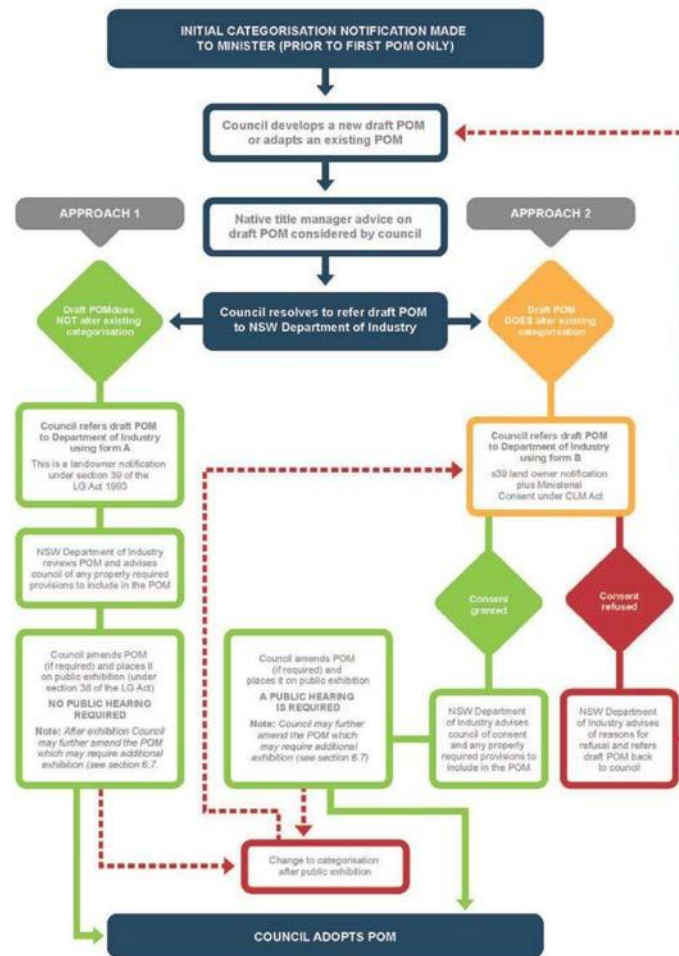 INITIAL CATEGORISATION NOTIFICATION MADE
TO MINISTER (PRIOR TO FIRST POM ONLY)
Council develops a new draft POM
or adapts an existing POM
APPROACH 1
Native title manager advice on
draft POM considered by council
APPROACH 2
Draft POMdoes
NOT alter existing
categorisation
Council resolves to refer draft POM
to NSW Department of Industry
Draft POM
DOES alter existing
categorisation
Council refers draft POM
to Department of Industry
using form A
This is a landowner notification
under section 39 of the
LG Act 1993
Council refers draft POM
to Department of Industry
using form B
s39 land owner notification
plus Ministerial
Consent under CLM Act
NSW Department of Industry
reviews POM and advises
council of any properly required
provisions to include in the POM
Consent
granted
Consent
refused
Council amends POM
(if required) and places it
on public exhibition (under
section 38 of the LG Act)
NO PUBLIC HEARING
REQUIRED
Note: After exhibition Council
may further amend the POM
which may require additional
exhibition (see section 6.7.
Council amends POM
(if required) and
places it on public exhibition
A PUBLIC HEARING
IS REQUIRED
Note: Council may further
amend the POM which
may require additional
exhibition (see section 6.7)
NSW Department
of Industry advises
council of consent
and any properly
required provisions to
include in the POM
NSW Department
of Industry advises
of reasons for
refusal and refers
draft POM back
to council
Change to categorisation
after public exhibition
COUNCIL ADOPTS POM